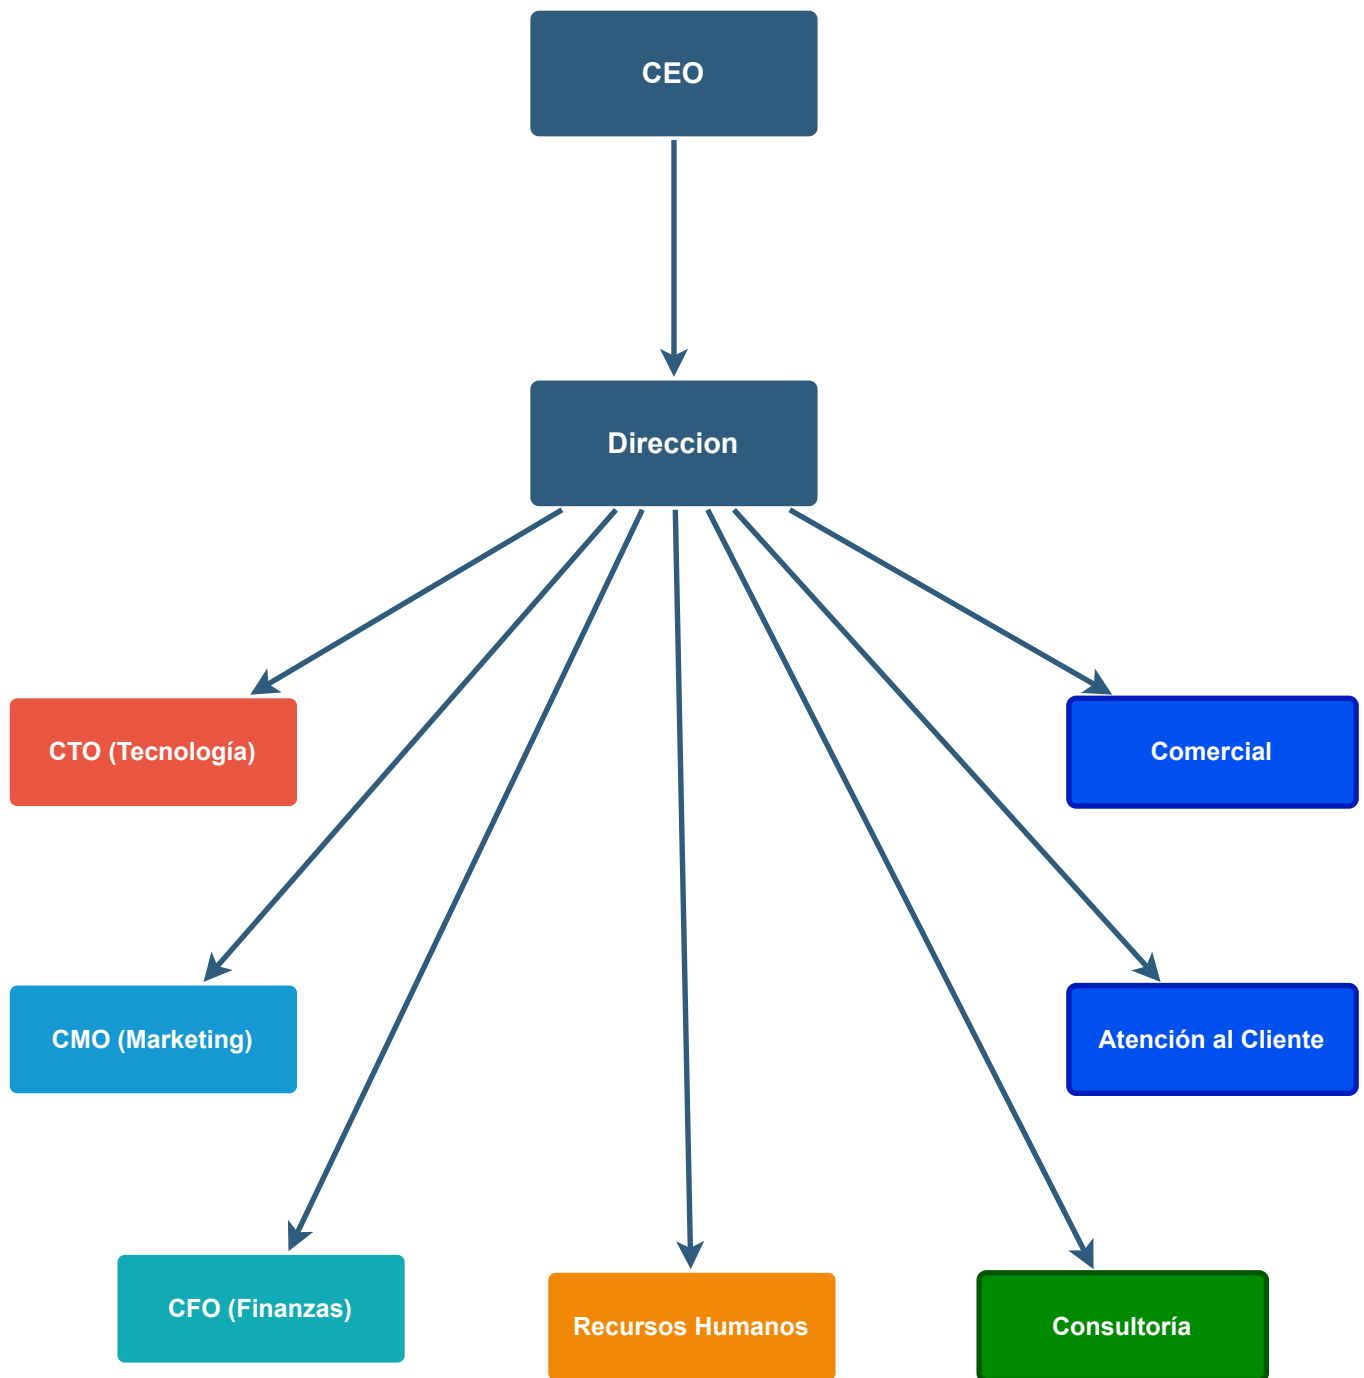 CEO
Direccion
CTO (Tecnología)
Comercial
CMO (Marketing)
Atención al Cliente
CFO (Finanzas)
Recursos Humanos
Consultoría